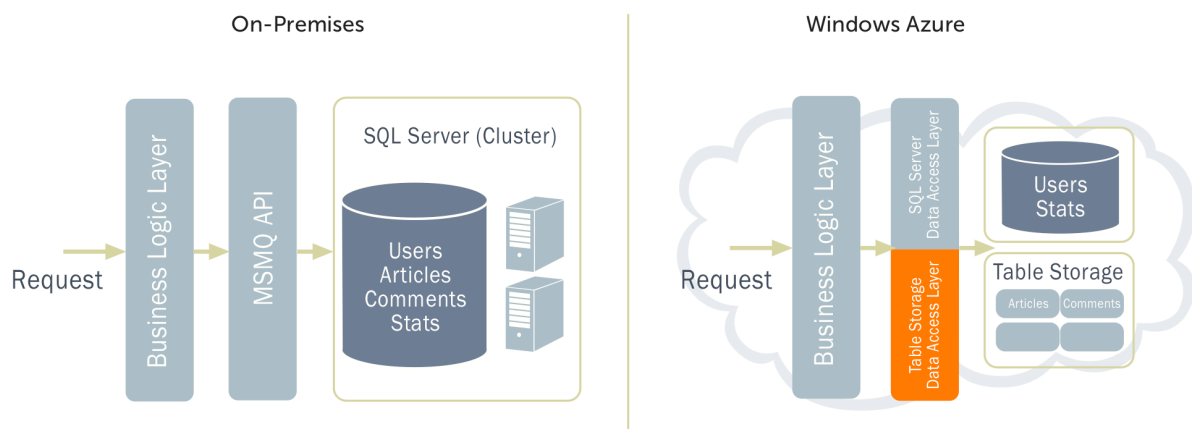 On-Premises
Request
Business Logic Layer
MSMQ API
SQL Server (Cluster)
Users
Articles
Comments
Stats
Windows Azure
Request
Business Logic Layer
SQL Server
Data Access Layer
Table Storage
Data Access Layer
Users
Stats
Table Storage
Articles
Comments